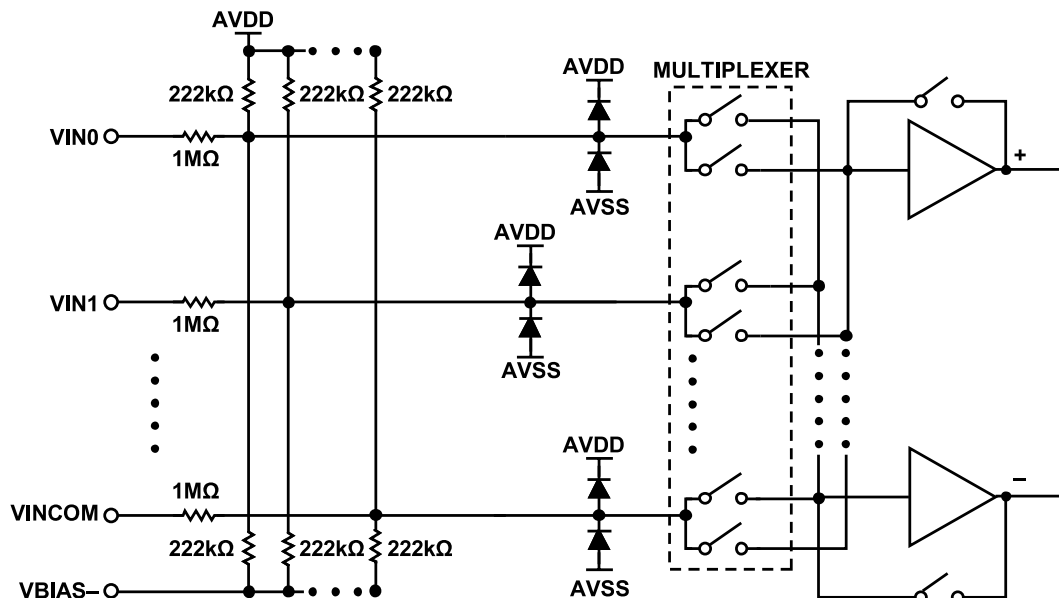 AVDD
222kΩ 222kΩ 222kΩ
AVDD
MULTIPLEXER
VIN0
1MΩ
+
AVSS
AVDD
VIN1
1MΩ
AVSS
AVDD
1MΩ
VINCOM
–
222kΩ 222kΩ 222kΩ
AVSS
VBIAS–